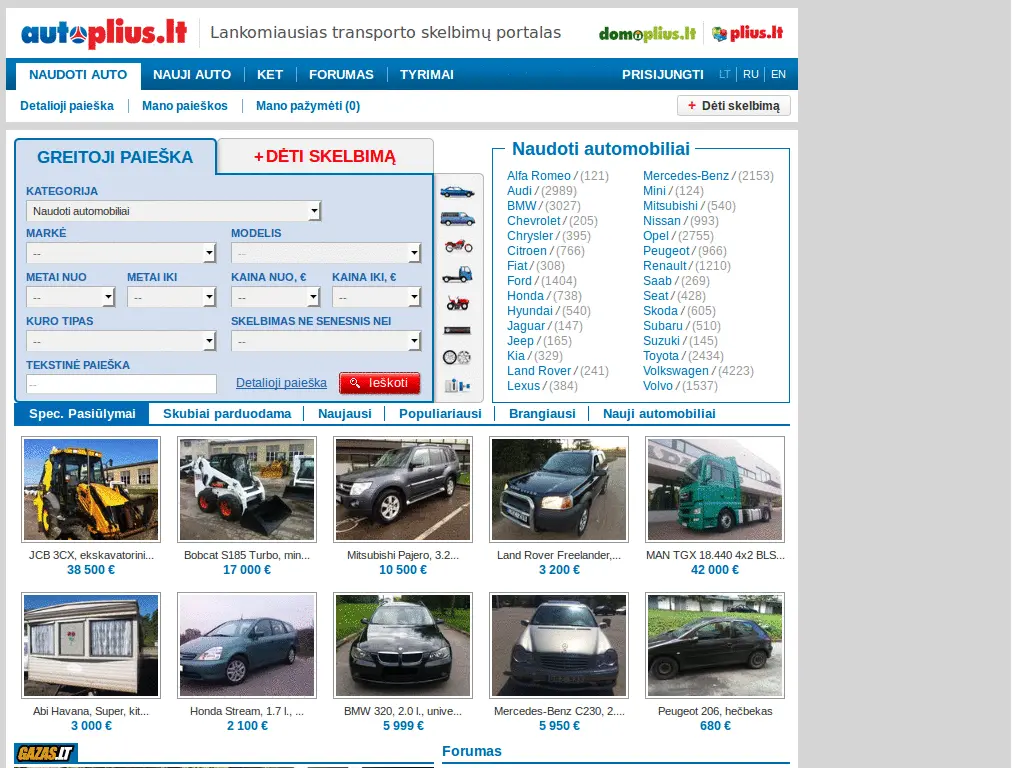 autoplius.lt
Lankomiausias transporto skelbimų portalas
domoplius.lt
plius.lt
NAUDOTI AUTO
NAUJI AUTO
KET
FORUMAS
TYRIMAI
PRISIJUNGTI
LT
RU
EN
Detalioji paieška
Mano paieškos
Mano pažymėti (0)
+ Dėti skelbimą
GREITOJI PAIEŠKA
+DĖTI SKELBIMĄ
KATEGORIJA
Naudoti automobiliai
MARKĖ
MODELIS
--
--
METAI NUO
METAI IKI
KAINA NUO, €
KAINA IKI, €
--
--
--
--
KURO TIPAS
SKELBIMAS NE SENESNIS NEI
--
--
TEKSTINĖ PAIEŠKA
--
Detalioji paieška
Ieškoti
Naudoti automobiliai
Alfa Romeo / (121)
Audi / (2989)
BMW / (3027)
Chevrolet / (205)
Chrysler / (395)
Citroen / (766)
Fiat / (308)
Ford / (1404)
Honda / (738)
Hyundai / (540)
Jaguar / (147)
Jeep / (165)
Kia / (329)
Land Rover / (241)
Lexus / (384)
Mercedes-Benz / (2153)
Mini / (124)
Mitsubishi / (540)
Nissan / (993)
Opel / (2755)
Peugeot / (966)
Renault / (1210)
Saab / (269)
Seat / (428)
Skoda / (605)
Subaru / (510)
Suzuki / (145)
Toyota / (2434)
Volkswagen / (4223)
Volvo / (1537)
Spec. Pasiūlymai
Skubiai parduodama
Naujausi
Populiariausi
Brangiausi
Nauji automobiliai
JCB 3CX, ekskavatorini...
38 500 €
Bobcat S185 Turbo, min...
17 000 €
Mitsubishi Pajero, 3.2...
10 500 €
Land Rover Freelander,...
3 200 €
MAN TGX 18.440 4x2 BLS...
42 000 €
Abi Havana, Super, kit...
3 000 €
Honda Stream, 1.7 l., ...
2 100 €
BMW 320, 2.0 l., unive...
5 999 €
Mercedes-Benz C230, 2....
5 950 €
Peugeot 206, hečbekas
680 €
GAZAS.LT
Forumas